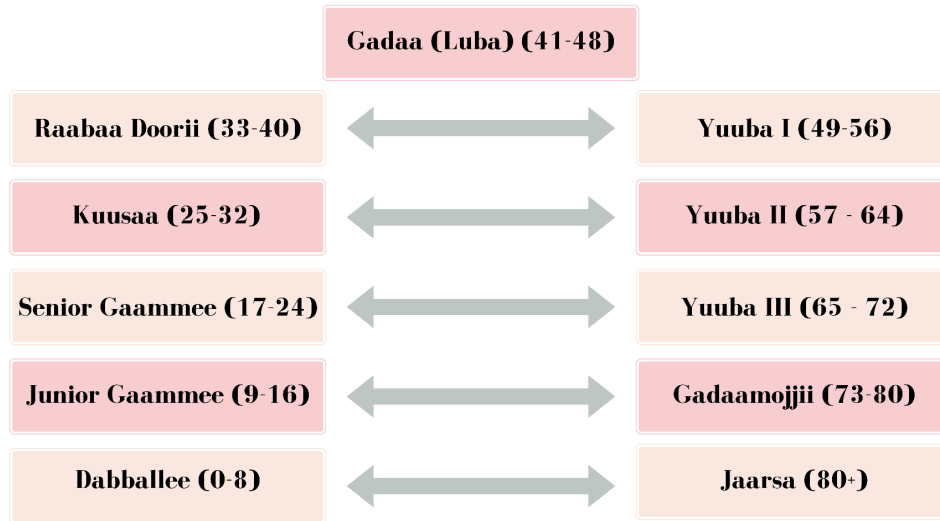 Gadaa (Luba) (41-48)
Raabaa Doorii (33-40)
Yuuba I (49-56)
Kuusaa (25-32)
Yuuba II (57 - 64)
Senior Gaammee (17-24)
Yuuba III (65 - 72)
Junior Gaammee (9-16)
Gadaamojjii (73-80)
Dabballee (0-8)
Jaarsa (80+)